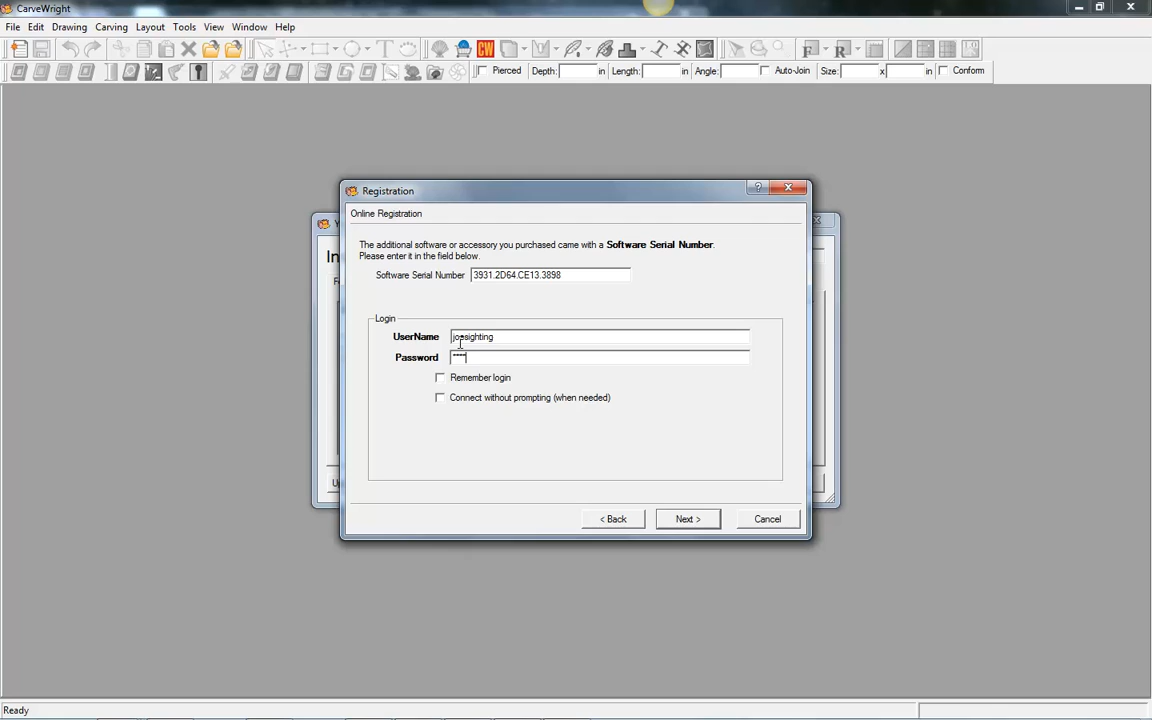 CarveWright
File Edit Drawing Carving Layout Tools View Window Help
CW F R
Pierced Depth: in Length: in Angle: Auto-Join Size: x in Conform
Registration
Online Registration
The additional software or accessory you purchased came with a Software Serial Number.
Please enter it in the field below.
Software Serial Number 3931.2D64.CE13.3898
Login
UserName
Password ****
Remember login
Connect without prompting (when needed)
< Back Next > Cancel
Ready